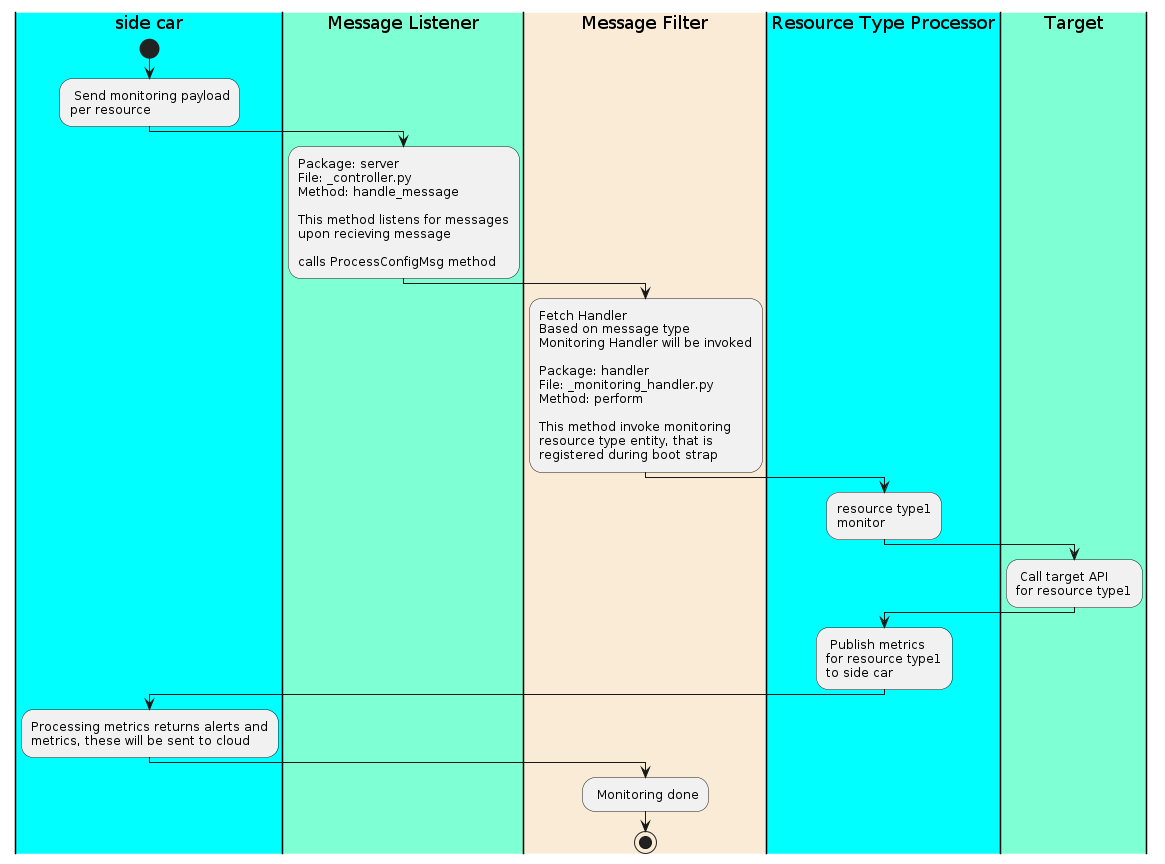 side car
Message Listener
Message Filter
Resource Type Processor
Target
Send monitoring payload
per resource
Package: server
File: _controller.py
Method: handle_message
This method listens for messages
upon recieving message
calls ProcessConfigMsg method
Fetch Handler
Based on message type
Monitoring Handler will be invoked
Package: handler
File: _monitoring_handler.py
Method: perform
This method invoke monitoring
resource type entity, that is
registered during boot strap
resource type1
monitor
Call target API
for resource type1
Publish metrics
for resource type1
to side car
Processing metrics returns alerts and
metrics, these will be sent to cloud
Monitoring done